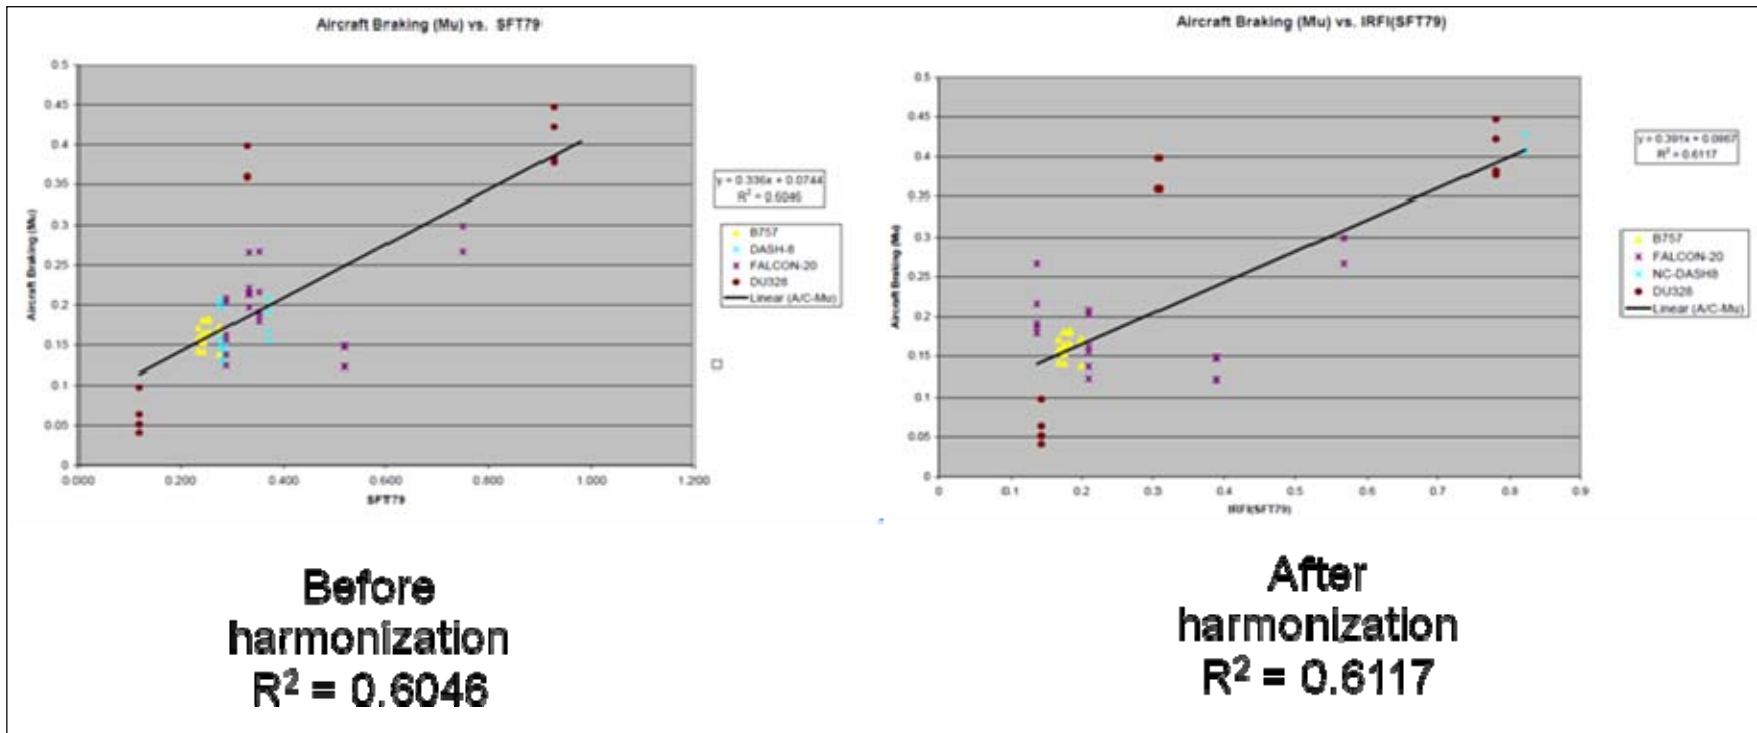 Aircraft Braking (Mu) vs. SFT79
0.5
0.45
0.4
0.35
0.3
0.25
0.2
0.15
0.1
0.05
0
Aircraft Braking (Mu)
0.000
0.200
0.400
0.600
0.800
1.000
1.200
SFT79
y = 0.336x + 0.0744
R² = 0.6046
B757
DASH-8
FALCON-20
DU328
Linear (A/C-Mu)
Before
harmonization
R² = 0.6046
Aircraft Braking (Mu) vs. IRFI(SFT79)
0.5
0.45
0.4
0.35
0.3
0.25
0.2
0.15
0.1
0.05
0
Aircraft Braking (Mu)
0
0.1
0.2
0.3
0.4
0.5
0.6
0.7
0.8
0.9
IRFI(SFT79)
y = 0.391x + 0.0867
R² = 0.6117
B757
FALCON-20
NC-DASH8
DU328
Linear (A/C-Mu)
After
harmonization
R² = 0.6117